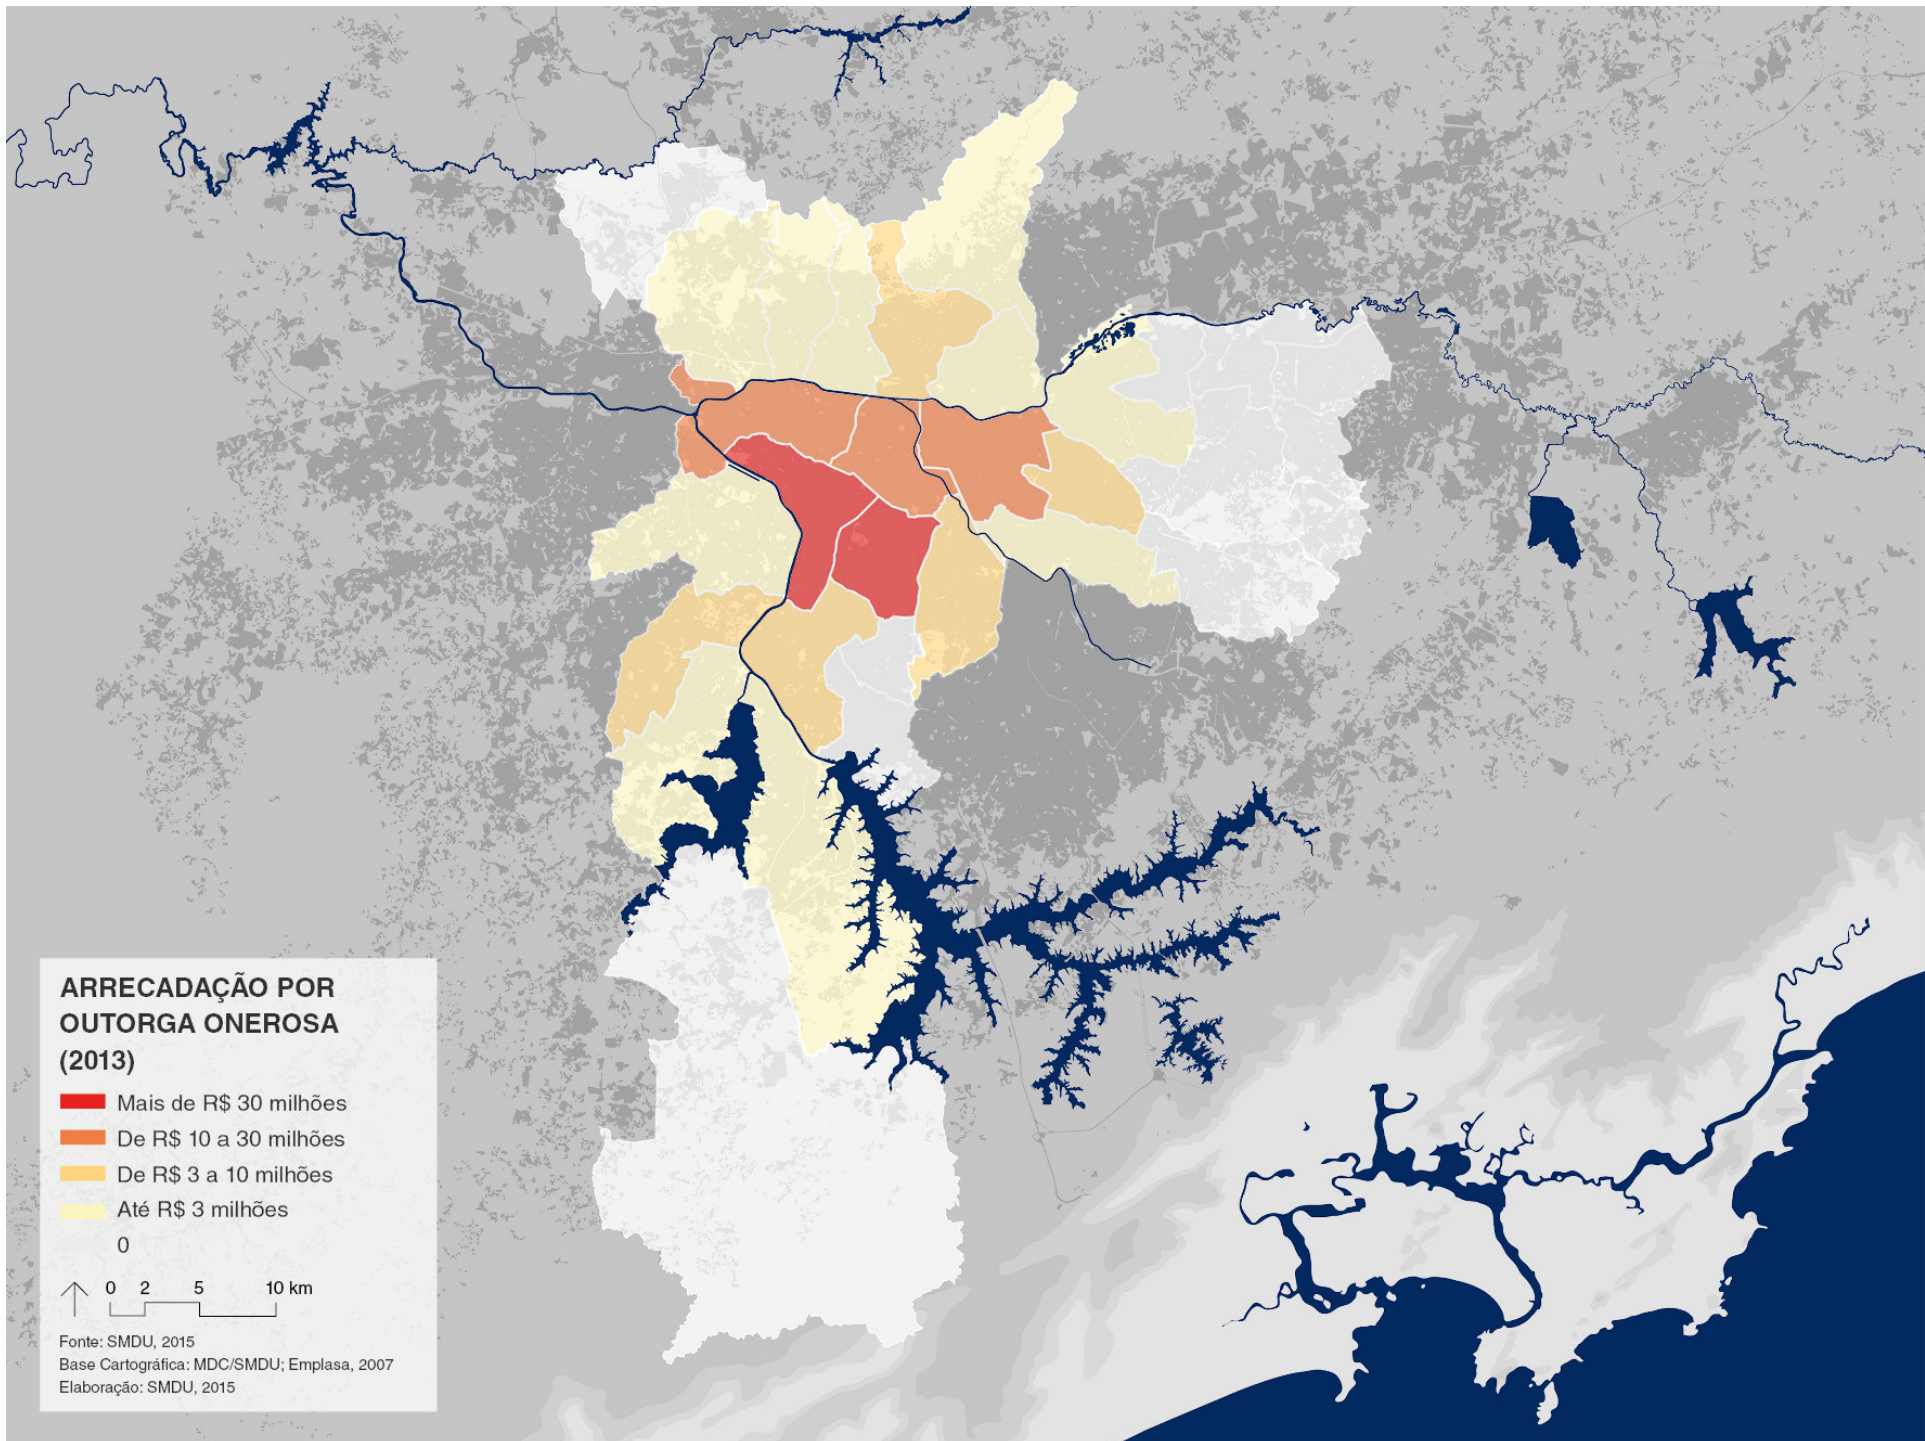 ARRECADAÇÃO POR
OUTORGA ONEROSA
(2013)
Mais de R$ 30 milhões
De R$ 10 a 30 milhões
De R$ 3 a 10 milhões
Até R$ 3 milhões
0
0 2 5 10 km
Fonte: SMDU, 2015
Base Cartográfica: MDC/SMDU; Emplasa, 2007
Elaboração: SMDU, 2015